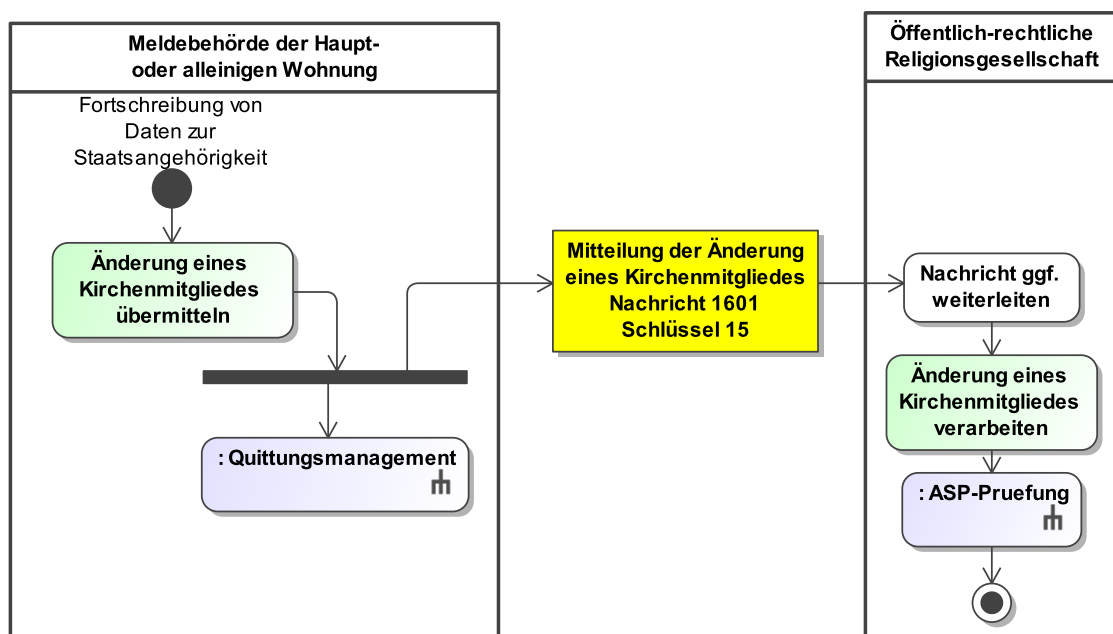 Meldebehörde der Haupt-
oder alleinigen Wohnung
Fortschreibung von
Daten zur
Staatsangehörigkeit
Änderung eines
Kirchenmitgliedes
übermitteln
: Quittungsmanagement
Mitteilung der Änderung
eines Kirchenmitgliedes
Nachricht 1601
Schlüssel 15
Öffentlich-rechtliche
Religionsgesellschaft
Nachricht ggf.
weiterleiten
Änderung eines
Kirchenmitgliedes
verarbeiten
: ASP-Pruefung